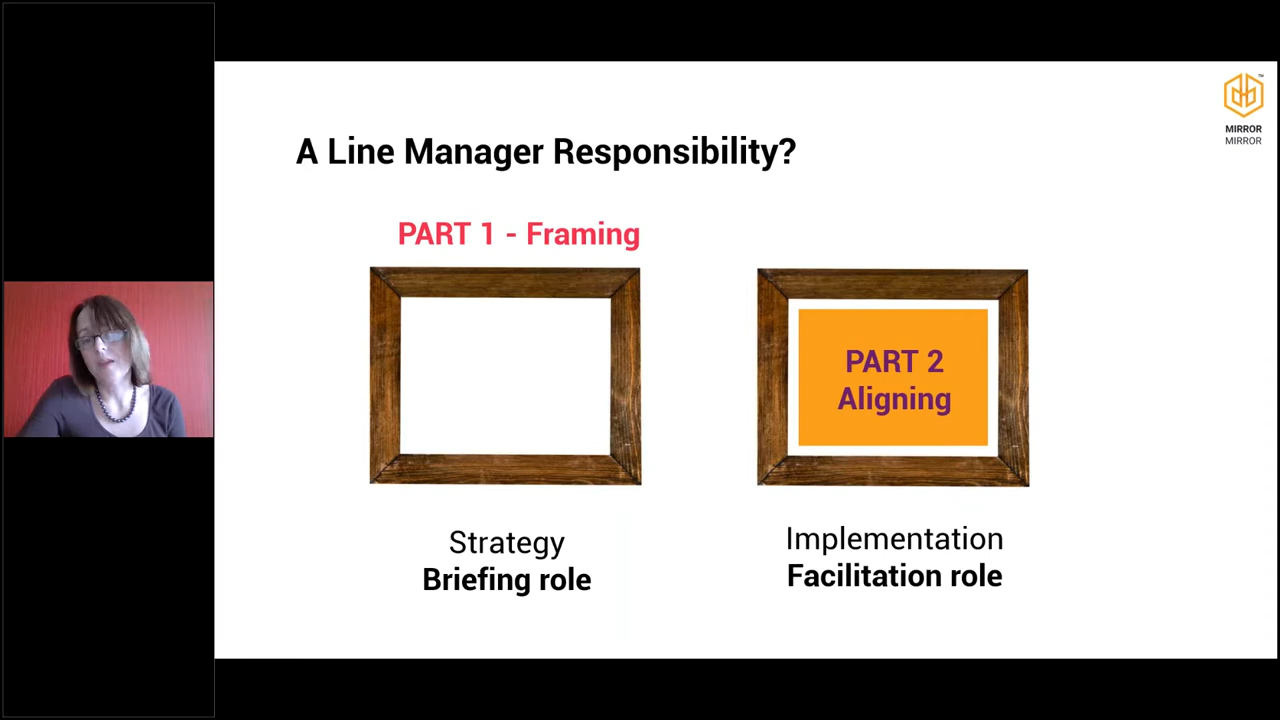 A Line Manager Responsibility?
MIRROR
MIRROR
PART 1 - Framing
PART 2
Aligning
Strategy
Briefing role
Implementation
Facilitation role